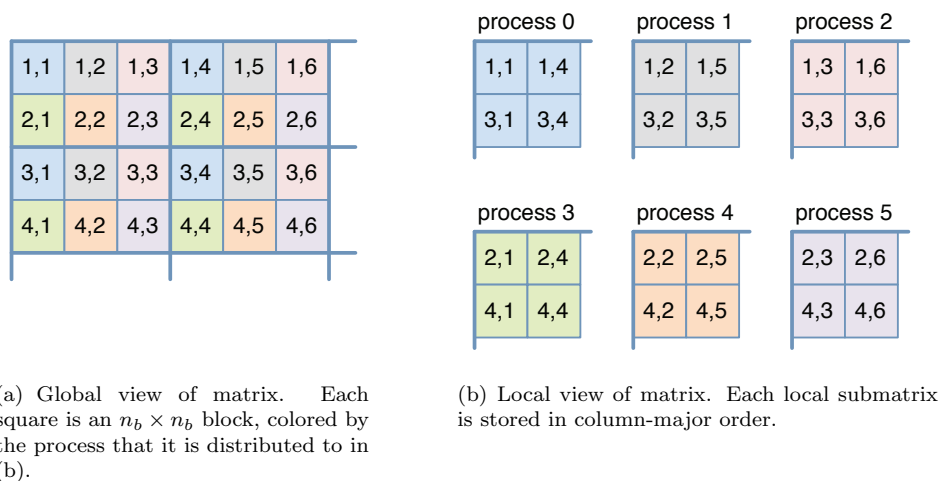 process 0 process 1 process 2
1,1 1,2 1,3 1,4 1,5 1,6
2,1 2,2 2,3 2,4 2,5 2,6
3,1 3,2 3,3 3,4 3,5 3,6
4,1 4,2 4,3 4,4 4,5 4,6
1,1 1,4 1,2 1,5 1,3 1,6
3,1 3,4 3,2 3,5 3,3 3,6
process 3 process 4 process 5
2,1 2,4 2,2 2,5 2,3 2,6
4,1 4,4 4,2 4,5 4,3 4,6
(a) Global view of matrix. Each
square is an n_b × n_b block, colored by
the process that it is distributed to in
(b).
(b) Local view of matrix. Each local submatrix
is stored in column-major order.